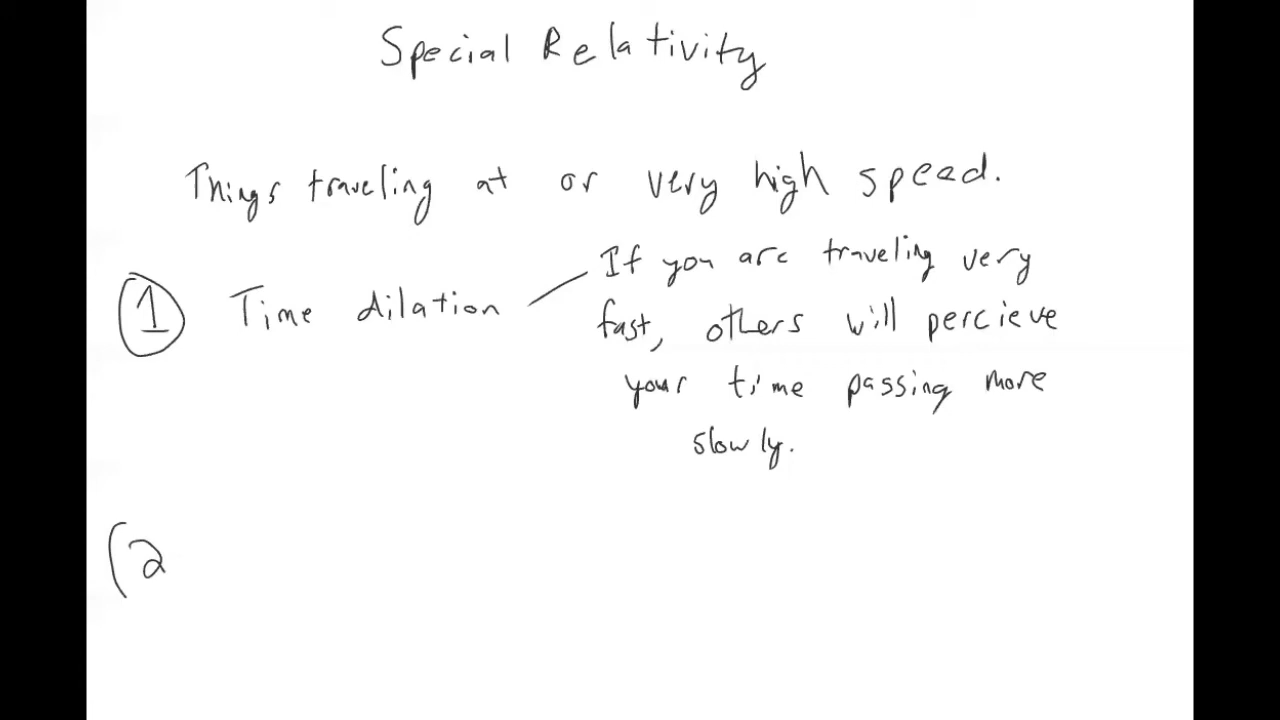 Special Relativity
Things traveling at or very high speed.
1 Time dilation
If you are traveling very
fast, others will percieve
your time passing more
slowly.
(2